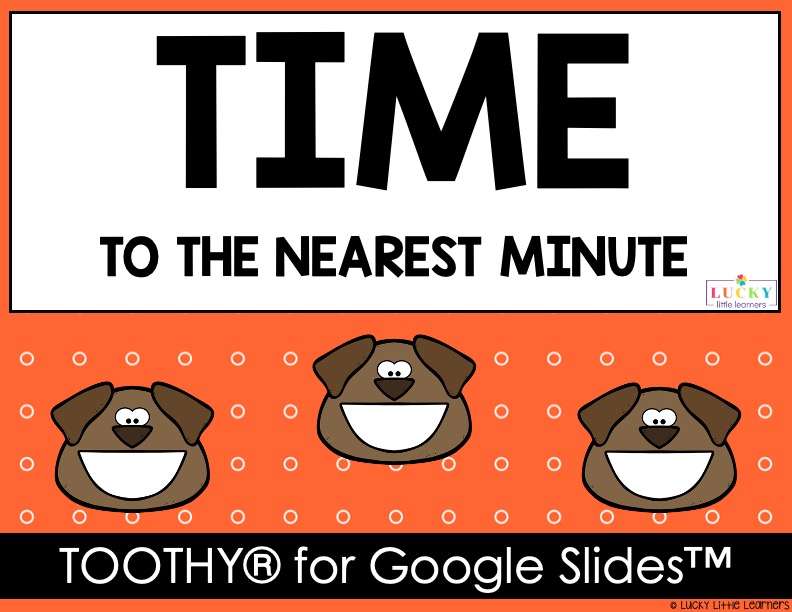 TIME
TO THE NEAREST MINUTE
LUCKY
little learners
TOOTHY® for Google Slides™
© Lucky Little Learners